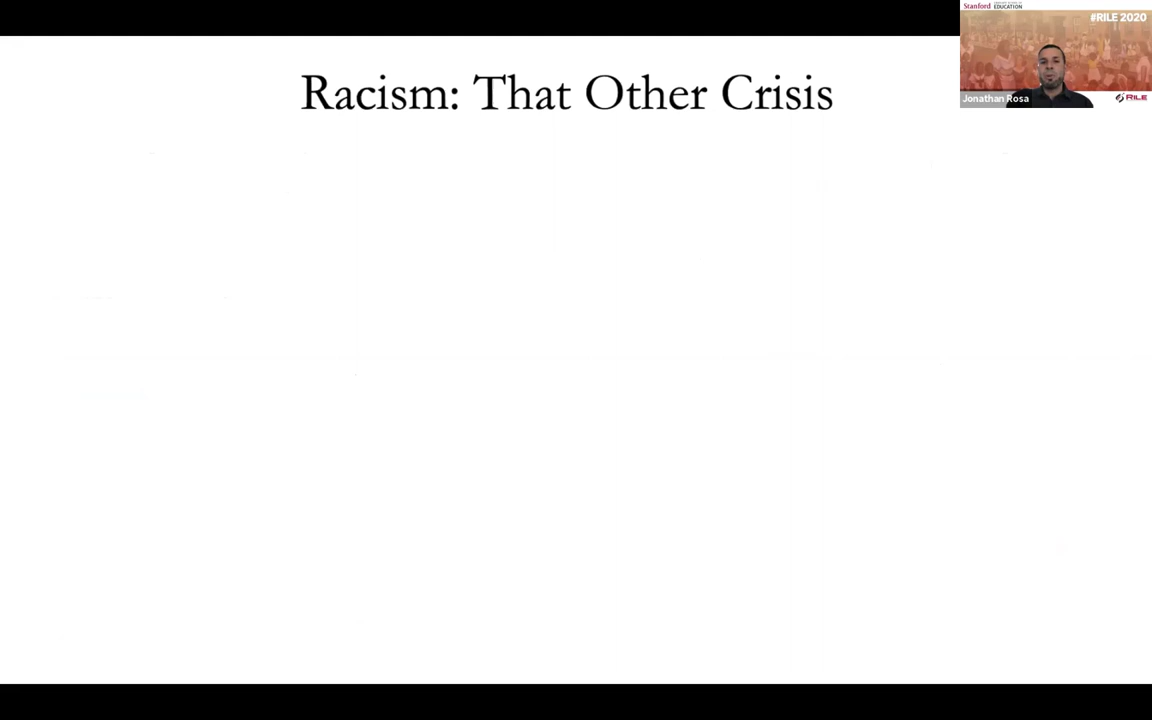 Stanford
EDUCATION
#RILE 2020
Racism: That Other Crisis
Jonathan Rosa
RILE